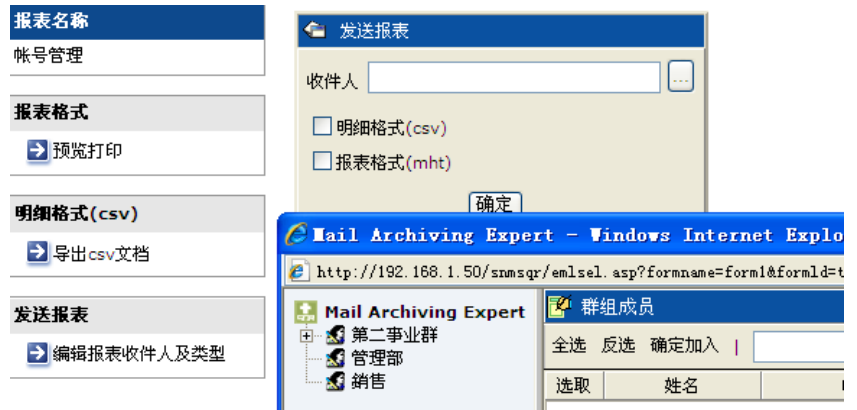 报表名称
帐号管理
报表格式
预览打印
明细格式(csv)
导出csv文档
发送报表
编辑报表收件人及类型
发送报表
收件人
...
明细格式(csv)
报表格式(mht)
确定
Mail Archiving Expert - Windows Internet Explo
http://192.168.1.50/snmsqr/emlsel.asp?formname=form1&formld=t
Mail Archiving Expert
第二亊业群
管理部
销售
群组成员
全选 反选 确定加入 |
选取 姓名